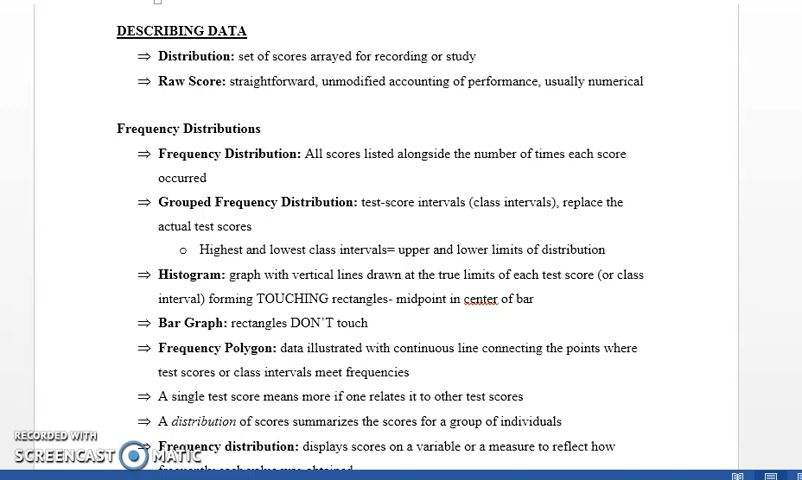 DESCRIBING DATA
⇒ Distribution: set of scores arrayed for recording or study
⇒ Raw Score: straightforward, unmodified accounting of performance, usually numerical
Frequency Distributions
⇒ Frequency Distribution: All scores listed alongside the number of times each score
occurred
⇒ Grouped Frequency Distribution: test-score intervals (class intervals), replace the
actual test scores
o Highest and lowest class intervals= upper and lower limits of distribution
⇒ Histogram: graph with vertical lines drawn at the true limits of each test score (or class
interval) forming TOUCHING rectangles- midpoint in center of bar
⇒ Bar Graph: rectangles DON'T touch
⇒ Frequency Polygon: data illustrated with continuous line connecting the points where
test scores or class intervals meet frequencies
⇒ A single test score means more if one relates it to other test scores
⇒ A distribution of scores summarizes the scores for a group of individuals
RECORDED WITH
SCREENCAST MATIC
⇒ Frequency distribution: displays scores on a variable or a measure to reflect how
frequently each value was obtained